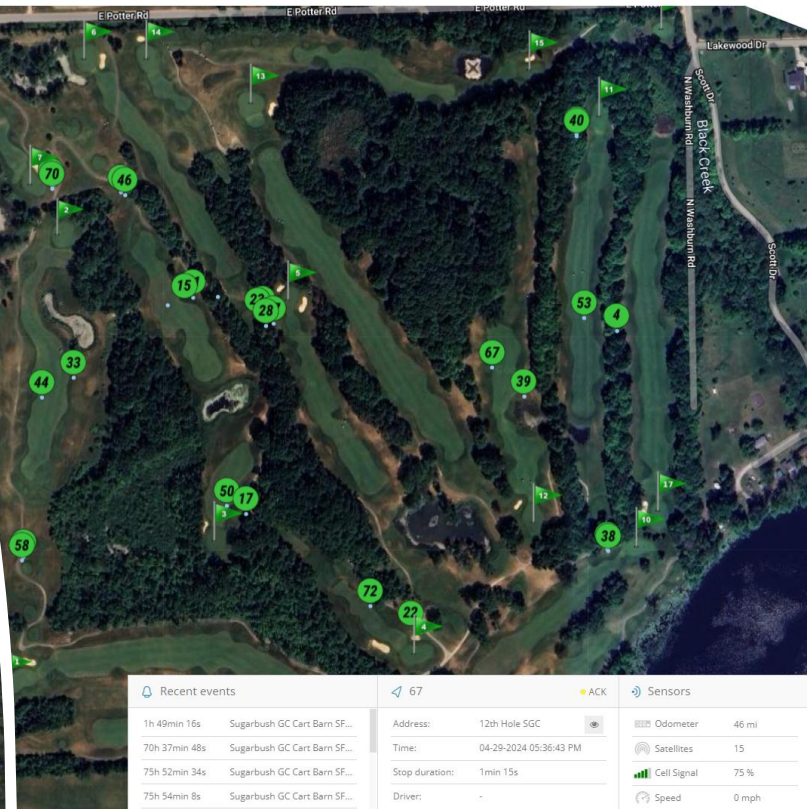 E Potter Rd
E Potter Rd
E Potter Rd
6
14
15
Lakewood Dr
13
11
Scott Dr
N Washburn Rd
Black Creek
40
7
70
46
2
N Washburn Rd
Scott Dr
5
15
28
53
4
67
33
39
44
17
50
17
12
3
10
38
58
72
22
4
1
Recent events
67
ACK
Sensors
1h 49min 16s Sugarbush GC Cart Barn SF...
Address: 12th Hole SGC
Odometer 46 mi
70h 37min 48s Sugarbush GC Cart Barn SF...
Time: 04-29-2024 05:36:43 PM
Satellites 15
75h 52min 34s Sugarbush GC Cart Barn SF...
Stop duration: 1min 15s
Cell Signal 75 %
75h 54min 8s Sugarbush GC Cart Barn SF...
Driver: -
Speed 0 mph